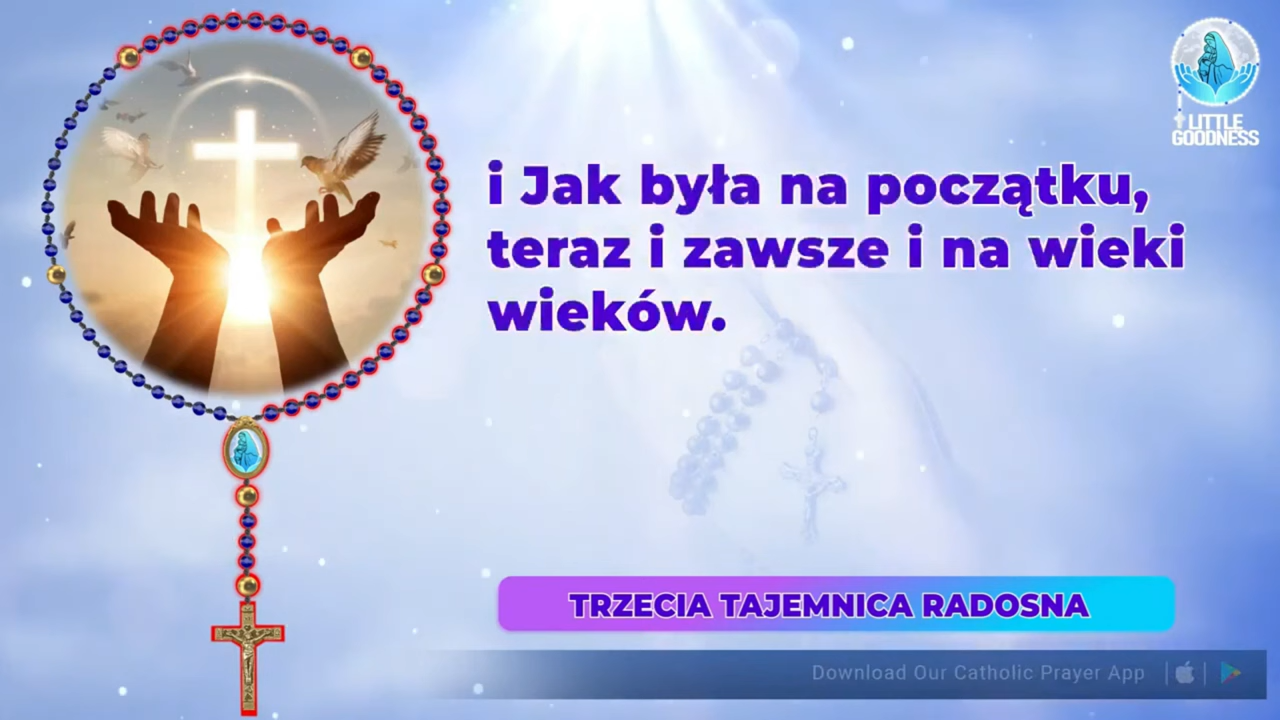 LITTLE
GOODNESS
i Jak była na początku,
teraz i zawsze i na wieki
wieków.
TRZECIA TAJEMNICA RADOSNA
Download Our Catholic Prayer App